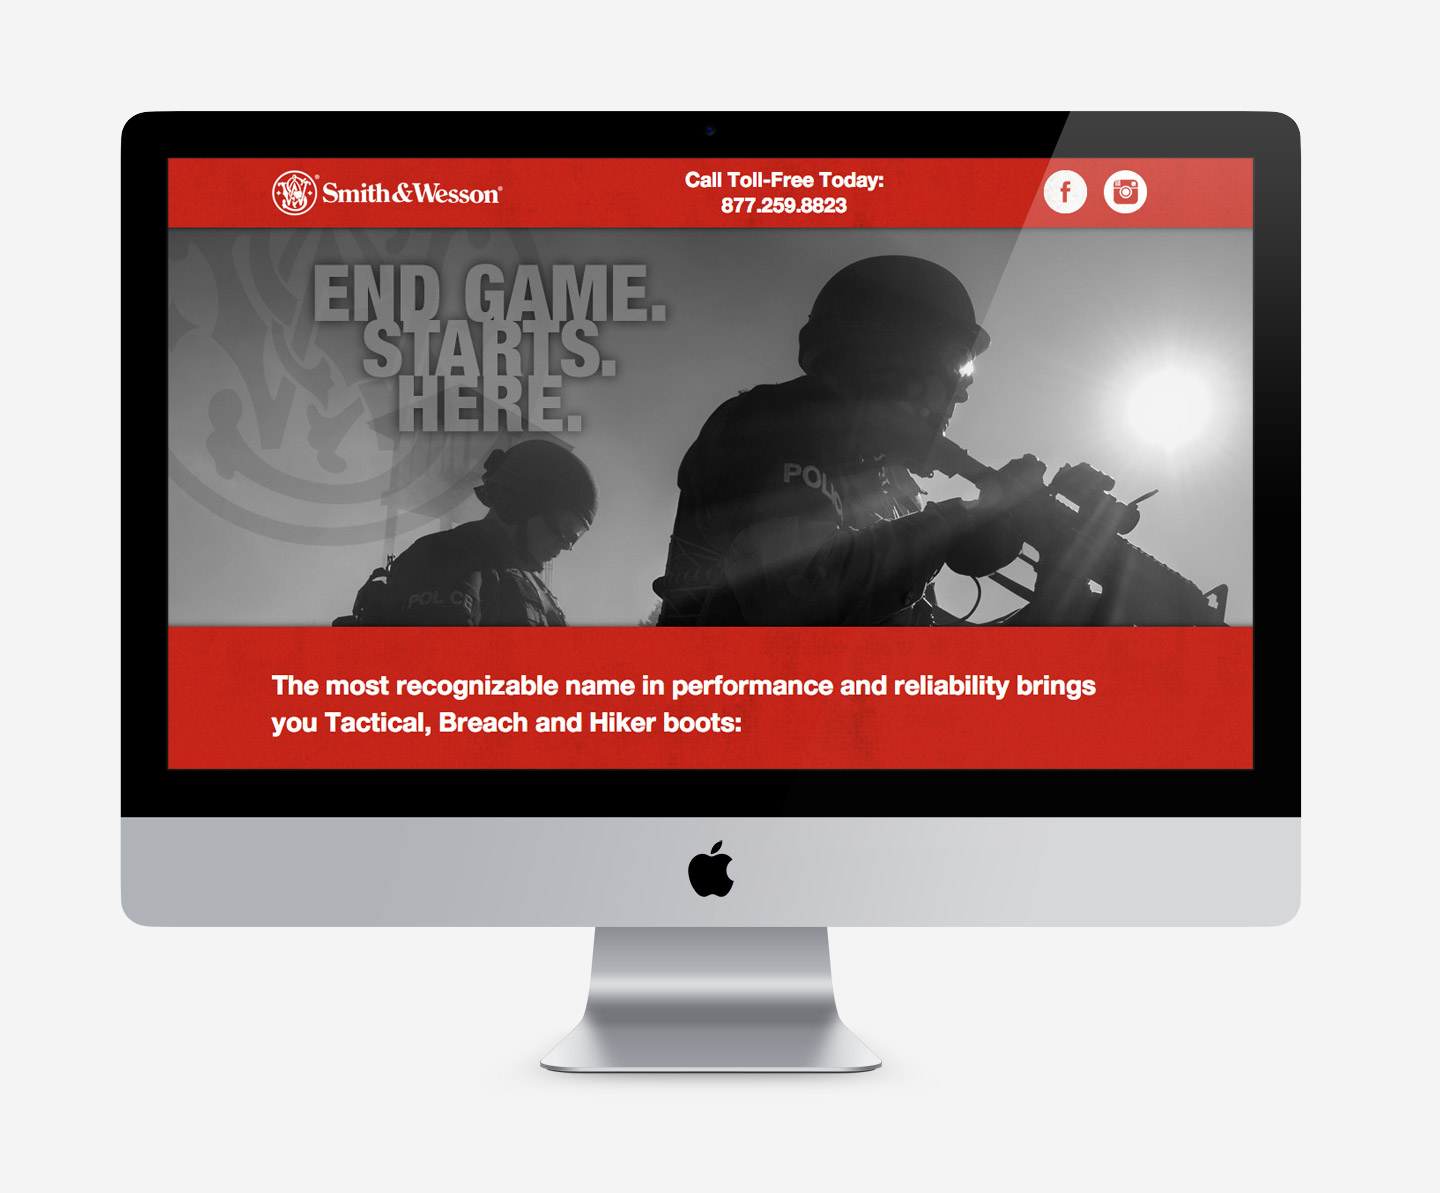 Smith & Wesson®
Call Toll-Free Today:
877.259.8823
f
END GAME.
STARTS.
HERE.
POLICE
POLICE
The most recognizable name in performance and reliability brings
you Tactical, Breach and Hiker boots: